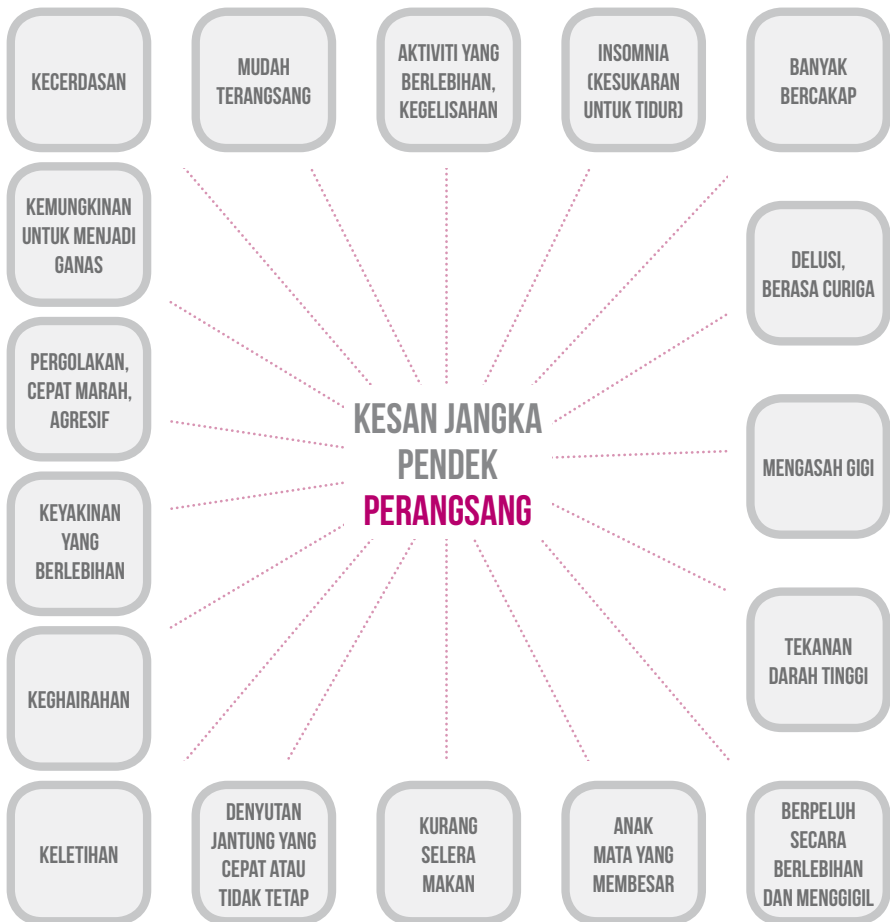 KECERDASAN
MUDAH
TERANGSANG
AKTIVITI YANG
BERLEBIHAN,
KEGELISAHAN
INSOMNIA
(KESUKARAN
UNTUK TIDUR)
BANYAK
BERCAKAP
KEMUNGKINAN
UNTUK MENJADI
GANAS
DELUSI,
BERASA CURIGA
PERGOLAKAN,
CEPAT MARAH,
AGRESIF
KESAN JANGKA
PENDEK
PERANGSANG
MENGASAH GIGI
KEYAKINAN
YANG
BERLEBIHAN
TEKANAN
DARAH TINGGI
KEGHAIRAHAN
KELETIHAN
DENYUTAN
JANTUNG YANG
CEPAT ATAU
TIDAK TETAP
KURANG
SELERA
MAKAN
ANAK
MATA YANG
MEMBESAR
BERPELUH
SECARA
BERLEBIHAN
DAN MENGGIGIL